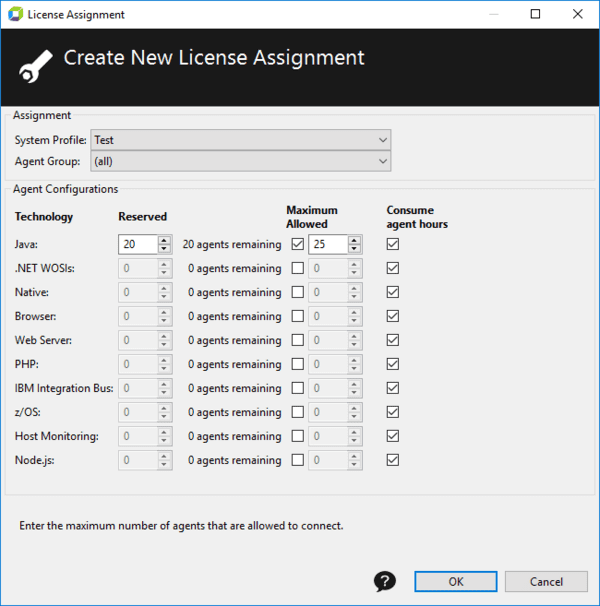 License Assignment
Create New License Assignment
Assignment
System Profile: Test
Agent Group: (all)
Agent Configurations
Technology Reserved Maximum Allowed Consume agent hours
Java: 20 20 agents remaining 25
.NET WOSIs: 0 0 agents remaining 0
Native: 0 0 agents remaining 0
Browser: 0 0 agents remaining 0
Web Server: 0 0 agents remaining 0
PHP: 0 0 agents remaining 0
IBM Integration Bus: 0 0 agents remaining 0
z/OS: 0 0 agents remaining 0
Host Monitoring: 0 0 agents remaining 0
Node.js: 0 0 agents remaining 0
Enter the maximum number of agents that are allowed to connect.
? OK Cancel